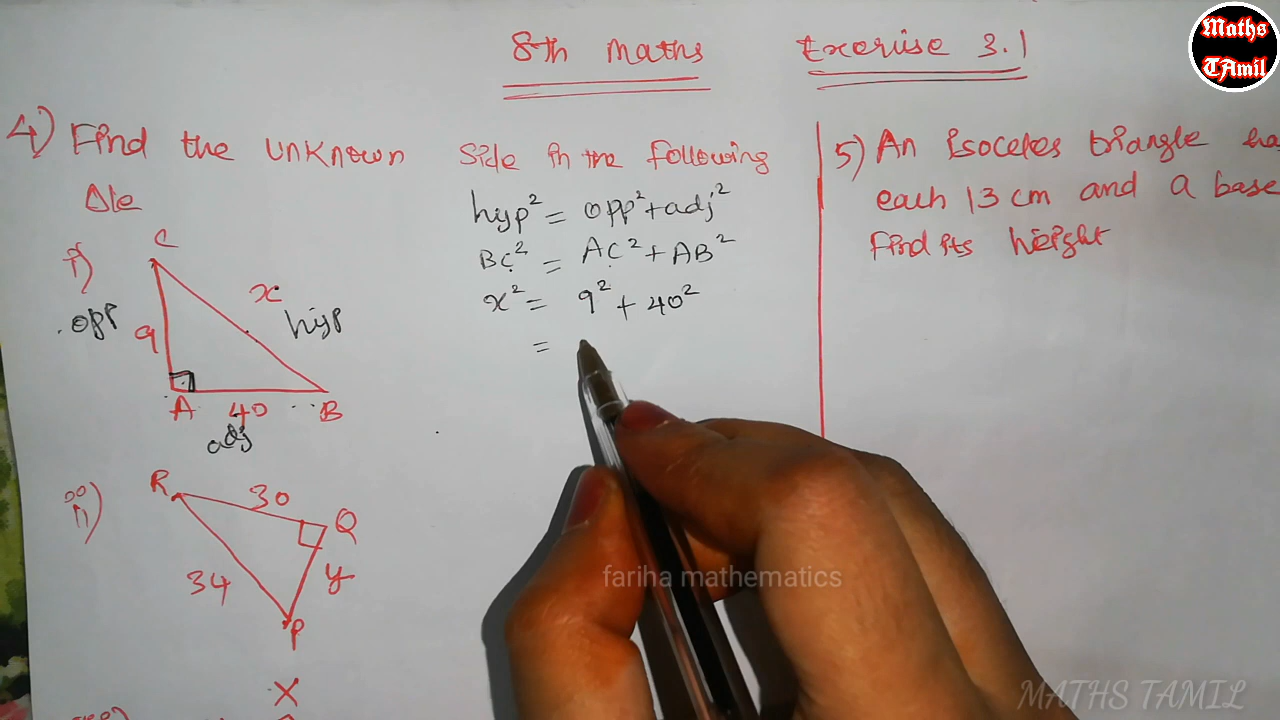 8th maths Exercise 3.1
Maths
TAmil
4) Find the unknown side in the following
Δle
i)
C
opp
9
x
hyp
A 40 B
adj
hyp² = opp² + adj²
BC² = AC² + AB²
x² = 9² + 40²
=
5) An isoceles triangle ha
each 13 cm and a base
Find its height
ii)
R 30 Q
34 y
P
X
fariha mathematics
MATHS TAMIL